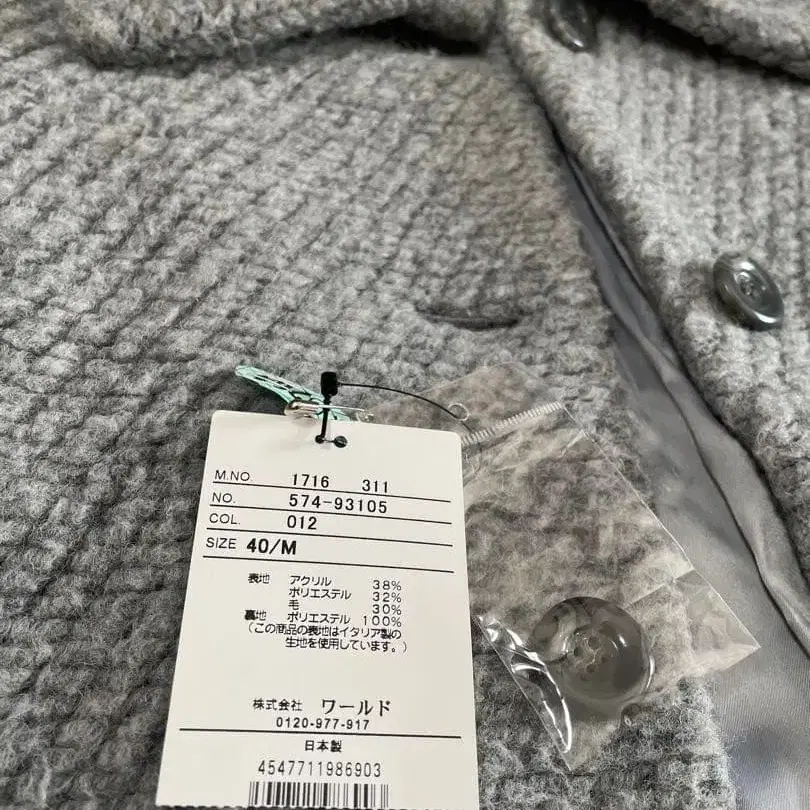 M.NO. 1716 311
NO. 574-93105
COL. 012
SIZE 40/M
表地 アクリル 38%
ポリエステル 32%
毛 30%
裏地 ポリエステル 100%
(この商品の表地はイタリア製の
生地を使用しています。)
株式会社 ワールド
0120-977-917
日本製
4547711986903